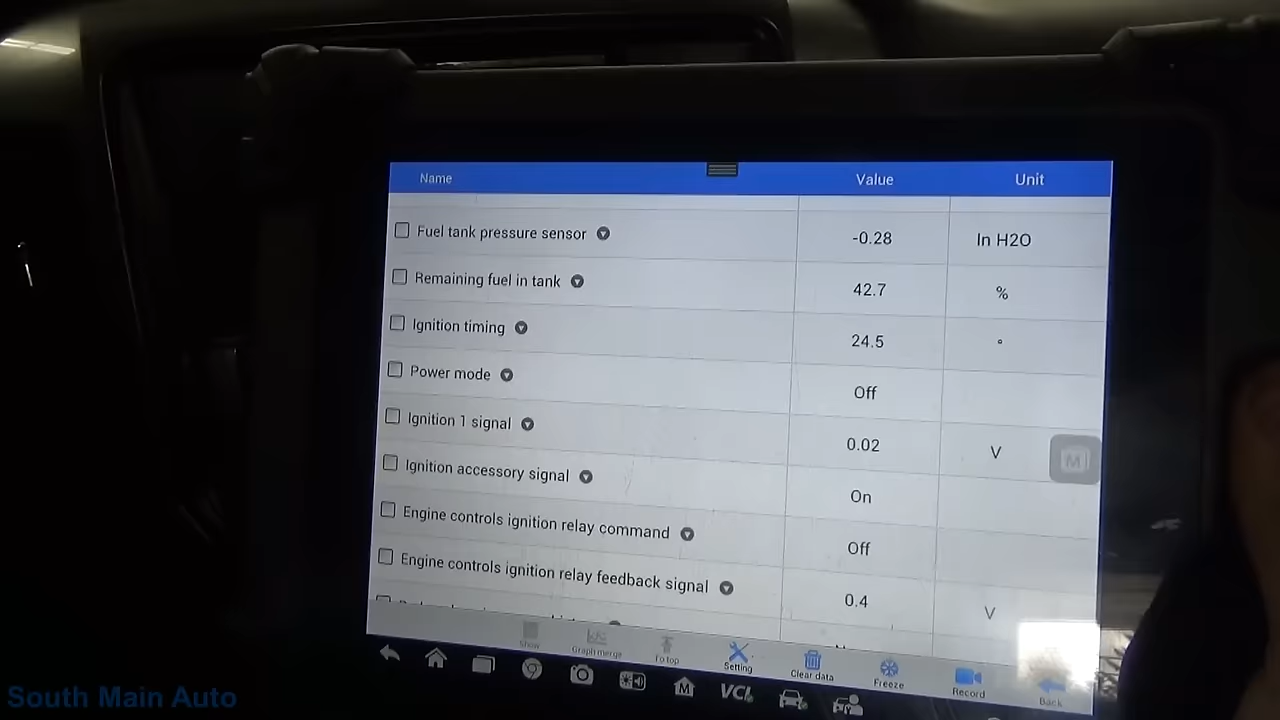 Name Value Unit
Fuel tank pressure sensor -0.28 In H2O
Remaining fuel in tank 42.7 %
Ignition timing 24.5 °
Power mode Off
Ignition 1 signal 0.02 V
Ignition accessory signal On
Engine controls ignition relay command Off
Engine controls ignition relay feedback signal 0.4 V
Show Graph merge To top Setting Clear data Freeze Record Back
M
M VCI
South Main Auto